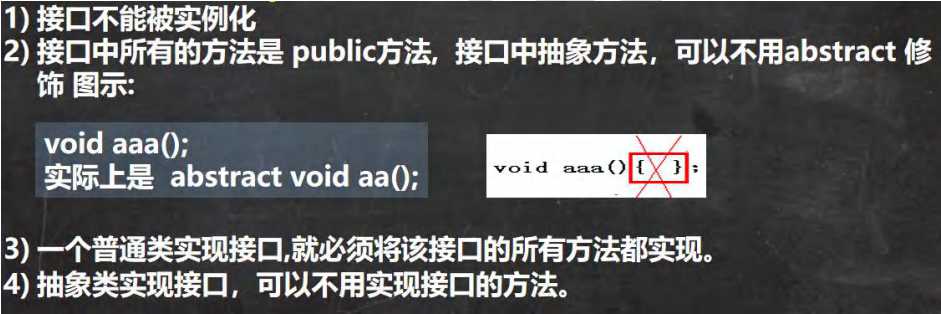 1) 接口不能被实例化
2) 接口中所有的方法是 public方法, 接口中抽象方法，可以不用abstract 修
饰 图示:
void aaa();
实际上是 abstract void aa();
void aaa(){ };
3) 一个普通类实现接口,就必须将该接口的所有方法都实现。
4) 抽象类实现接口，可以不用实现接口的方法。